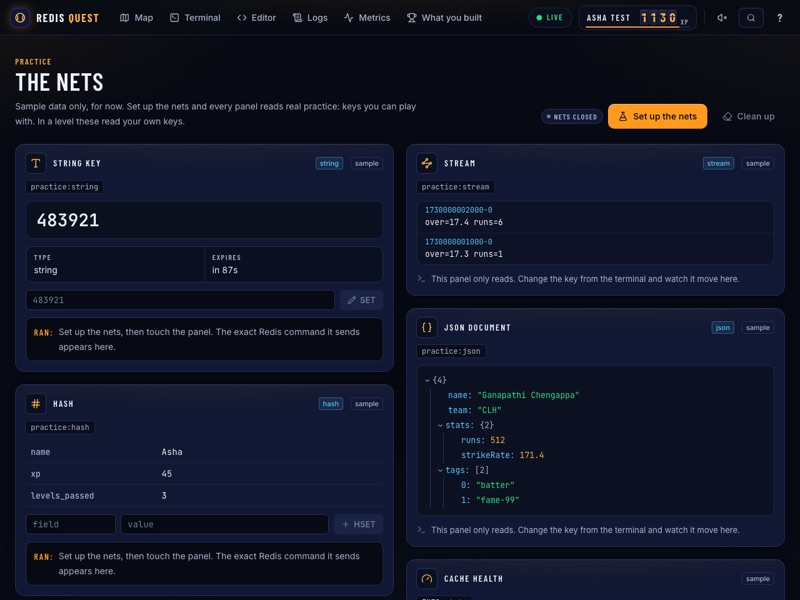 REDIS QUEST
Map
Terminal
Editor
Logs
Metrics
What you built
LIVE
ASHA TEST 1130 XP
?
PRACTICE
THE NETS
Sample data only, for now. Set up the nets and every panel reads real practice: keys you can play
with. In a level these read your own keys.
NETS CLOSED
Set up the nets
Clean up
STRING KEY
string
sample
practice:string
483921
TYPE
string
EXPIRES
in 87s
483921
SET
RAN: Set up the nets, then touch the panel. The exact Redis command it sends
appears here.
HASH
hash
sample
practice:hash
name Asha
xp 45
levels_passed 3
field
value
+ HSET
RAN: Set up the nets, then touch the panel. The exact Redis command it sends
appears here.
STREAM
stream
sample
practice:stream
1730000002000-0
over=17.4 runs=6
1730000001000-0
over=17.3 runs=1
This panel only reads. Change the key from the terminal and watch it move here.
{} JSON DOCUMENT
json
sample
practice:json
{4}
name: "Ganapathi Chengappa"
team: "CLH"
stats: {2}
runs: 512
strikeRate: 171.4
tags: [2]
0: "batter"
1: "fame-99"
This panel only reads. Change the key from the terminal and watch it move here.
CACHE HEALTH
sample